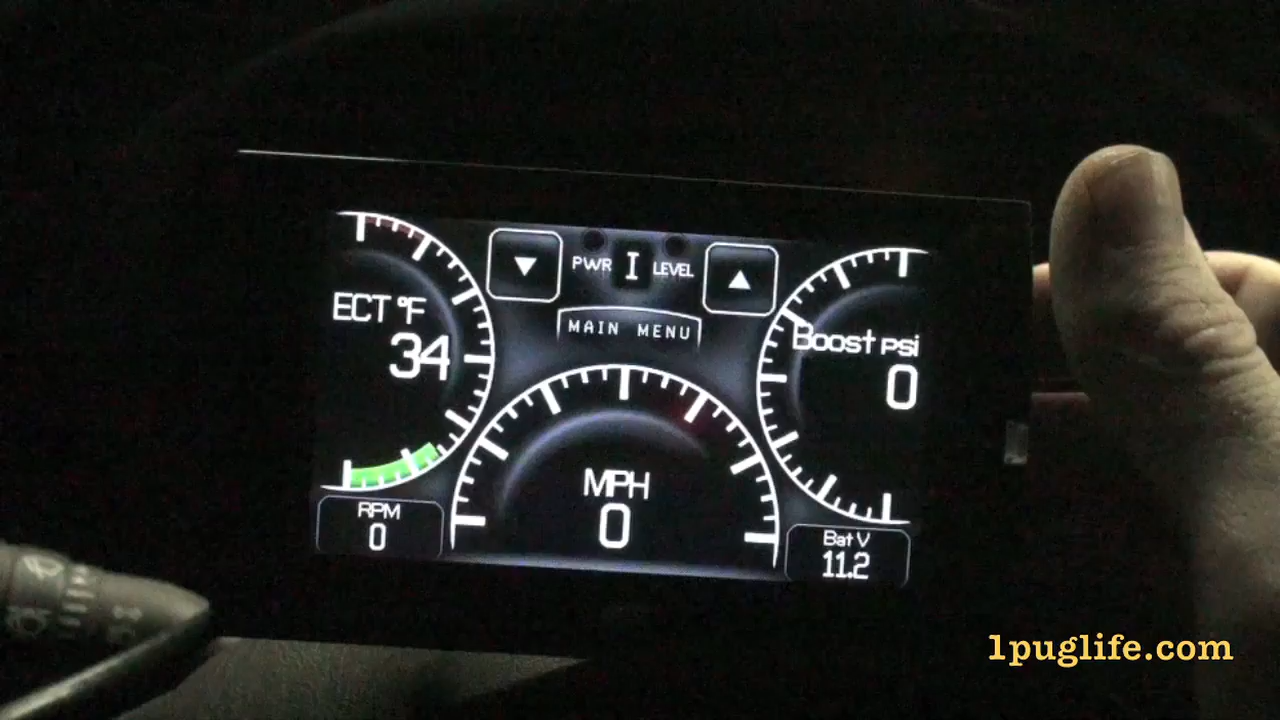 PWR I LEVEL
MAIN MENU
ECT °F
34
Boost psi
0
MPH
0
RPM
0
Bat V
11.2
1puglife.com